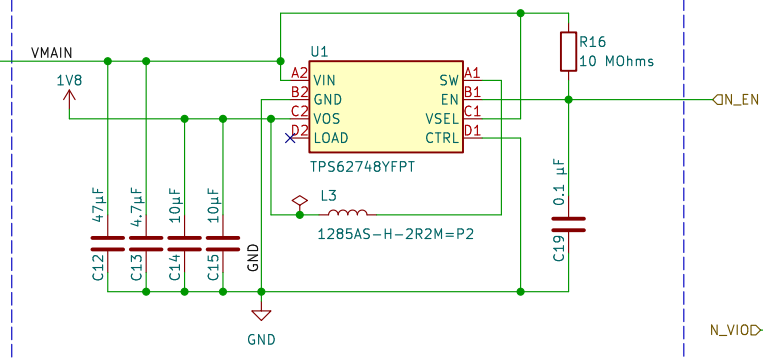 VMAIN
1V8
U1
A2 VIN
B2 GND
C2 VOS
D2 LOAD
SW A1
EN B1
VSEL C1
CTRL D1
TPS62748YFPT
R16
10 MOhms
N_EN
L3
1285AS-H-2R2M=P2
47µF
C12
4.7µF
C13
10µF
C14
10µF
C15
GND
GND
0.1 µF
C19
N_VIO